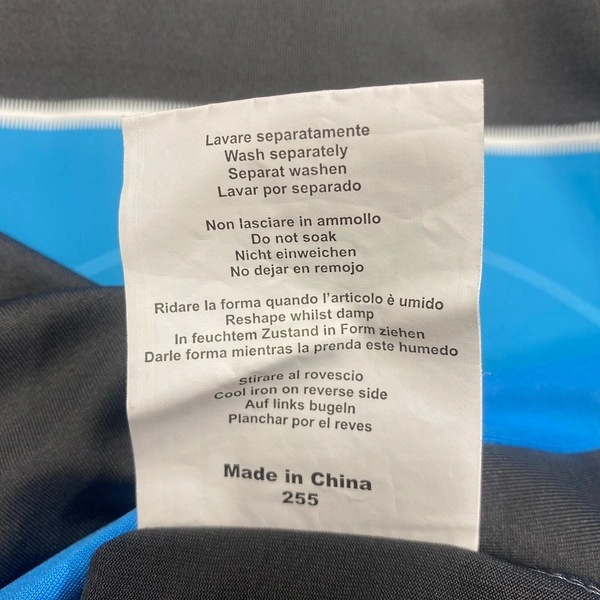 Lavare separatamente
Wash separately
Separat washen
Lavar por separado
Non lasciare in ammollo
Do not soak
Nicht einweichen
No dejar en remojo
Ridare la forma quando l'articolo è umido
Reshape whilst damp
In feuchtem Zustand in Form ziehen
Darle forma mientras la prenda este humedo
Stirare al rovescio
Cool iron on reverse side
Auf links bugeln
Planchar por el reves
Made in China
255